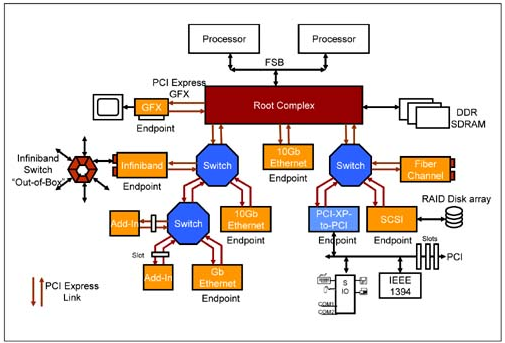 Processor
Processor
FSB
PCI Express
GFX
Root Complex
GFX
Endpoint
DDR
SDRAM
10Gb
Ethernet
Endpoint
Infiniband
Switch
"Out-of-Box"
Infiniband
Endpoint
Switch
Switch
Fiber
Channel
Endpoint
RAID Disk array
Add-In
Switch
10Gb
Ethernet
Endpoint
PCI-XP-
to-PCI
SCSI
Endpoint
Endpoint
Slots
Slot
PCI
Add-In
Gb
Ethernet
Endpoint
S
IO
IEEE
1394
COM1
COM2
PCI Express
Link